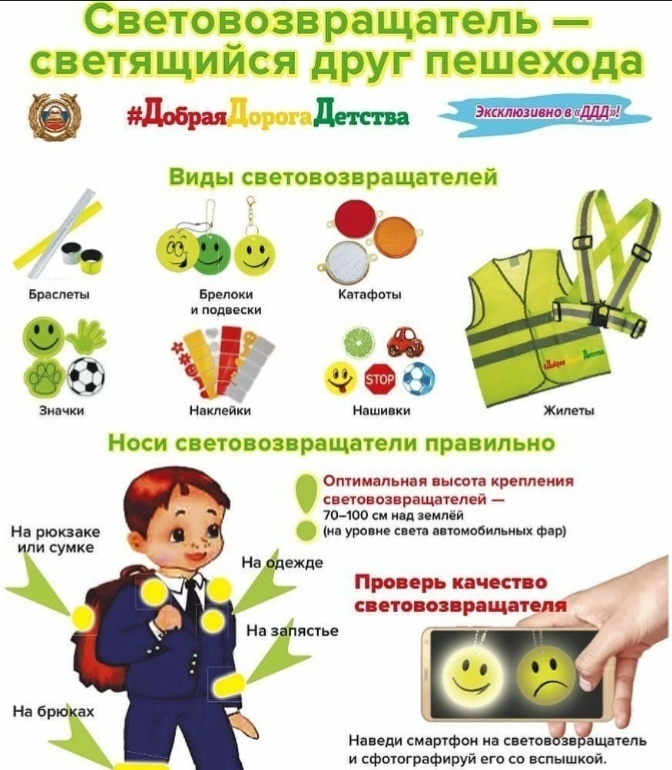 Световозвращатель —
светящийся друг пешехода
#ДобраяДорогаДетства
Эксклюзивно в «ДДД»!
Виды световозвращателей
Браслеты
Брелоки
и подвески
Катафоты
#ДобраяДорогаДетства
STOP
Значки
Наклейки
Нашивки
Жилеты
Носи световозвращатели правильно
Оптимальная высота крепления
световозвращателей —
70–100 см над землёй
(на уровне света автомобильных фар)
На рюкзаке
или сумке
На одежде
Проверь качество
световозвращателя
На запястье
На брюках
Наведи смартфон на световозвращатель
и сфотографируй его со вспышкой.